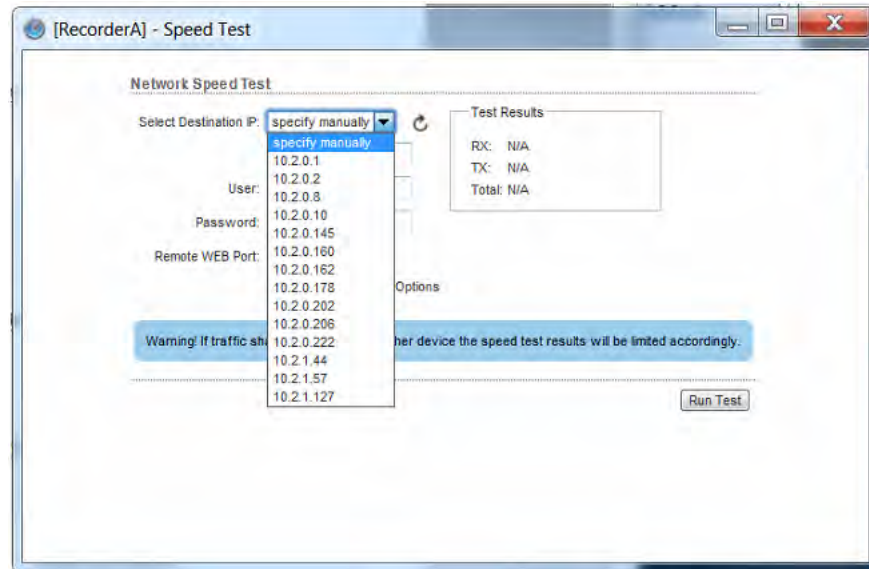 [RecorderA] - Speed Test
Network Speed Test
Select Destination IP: specify manually
specify manually
10.2.0.1
10.2.0.2
10.2.0.8
10.2.0.10
10.2.0.145
10.2.0.160
10.2.0.162
10.2.0.178
10.2.0.202
10.2.0.206
10.2.0.222
10.2.1.44
10.2.1.57
10.2.1.127
User:
Password:
Remote WEB Port:
Options
Test Results
RX: N/A
TX: N/A
Total: N/A
Warning! If traffic sha her device the speed test results will be limited accordingly.
Run Test